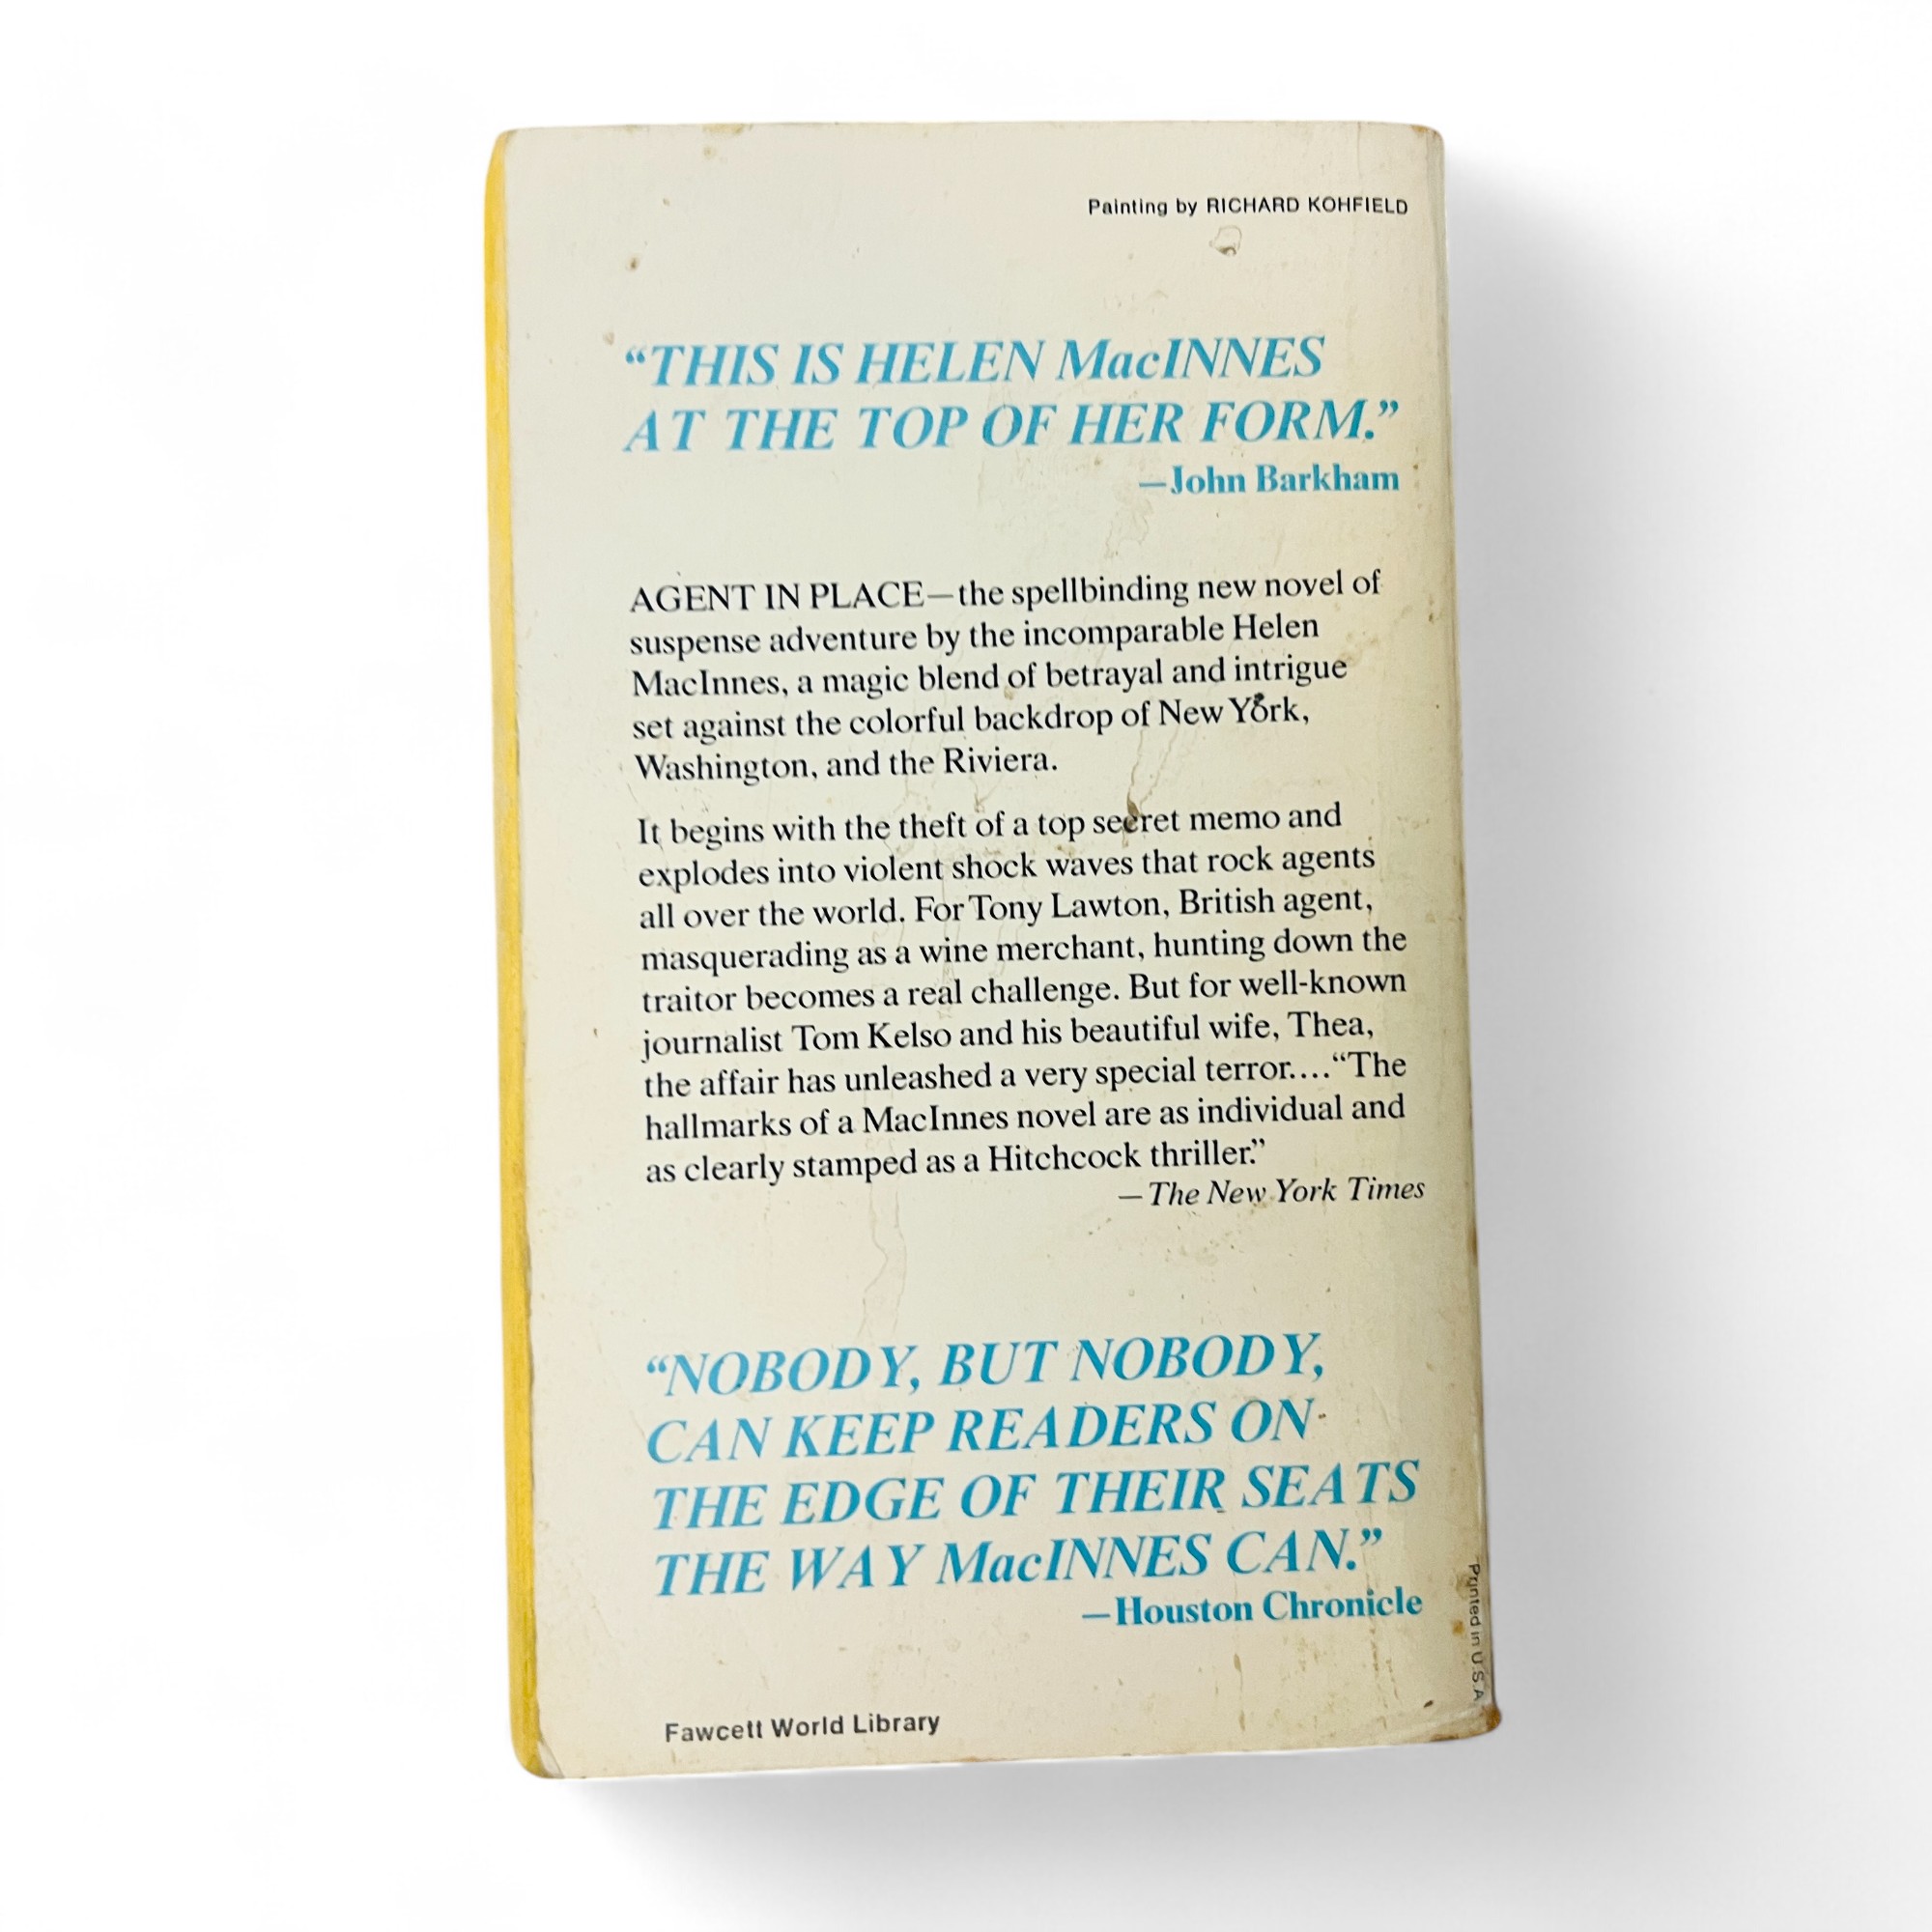 Painting by RICHARD KOHFIELD
“THIS IS HELEN MacINNES
AT THE TOP OF HER FORM.”
—John Barkham
AGENT IN PLACE—the spellbinding new novel of
suspense adventure by the incomparable Helen
MacInnes, a magic blend of betrayal and intrigue
set against the colorful backdrop of New York,
Washington, and the Riviera.
It begins with the theft of a top secret memo and
explodes into violent shock waves that rock agents
all over the world. For Tony Lawton, British agent,
masquerading as a wine merchant, hunting down the
traitor becomes a real challenge. But for well-known
journalist Tom Kelso and his beautiful wife, Thea,
the affair has unleashed a very special terror....“The
hallmarks of a MacInnes novel are as individual and
as clearly stamped as a Hitchcock thriller.”
—The New York Times
“NOBODY, BUT NOBODY,
CAN KEEP READERS ON
THE EDGE OF THEIR SEATS
THE WAY MacINNES CAN.”
—Houston Chronicle
Printed in U.S.A.
Fawcett World Library